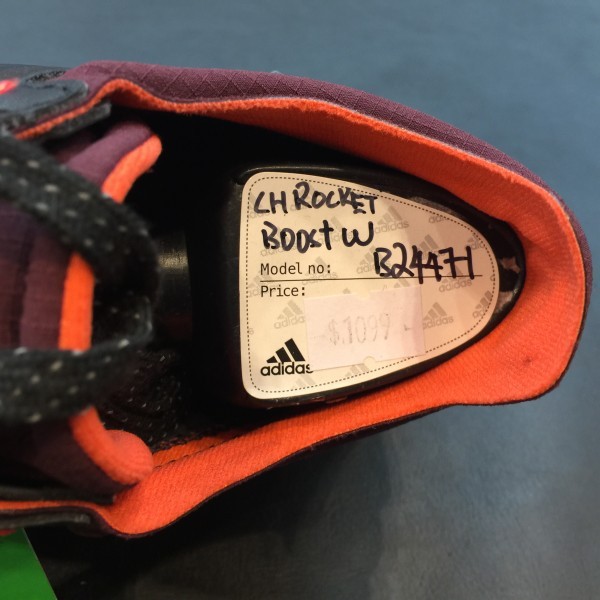 CH ROCKET
BOOST W
Model no: B24471
Price:
$1099
adidas